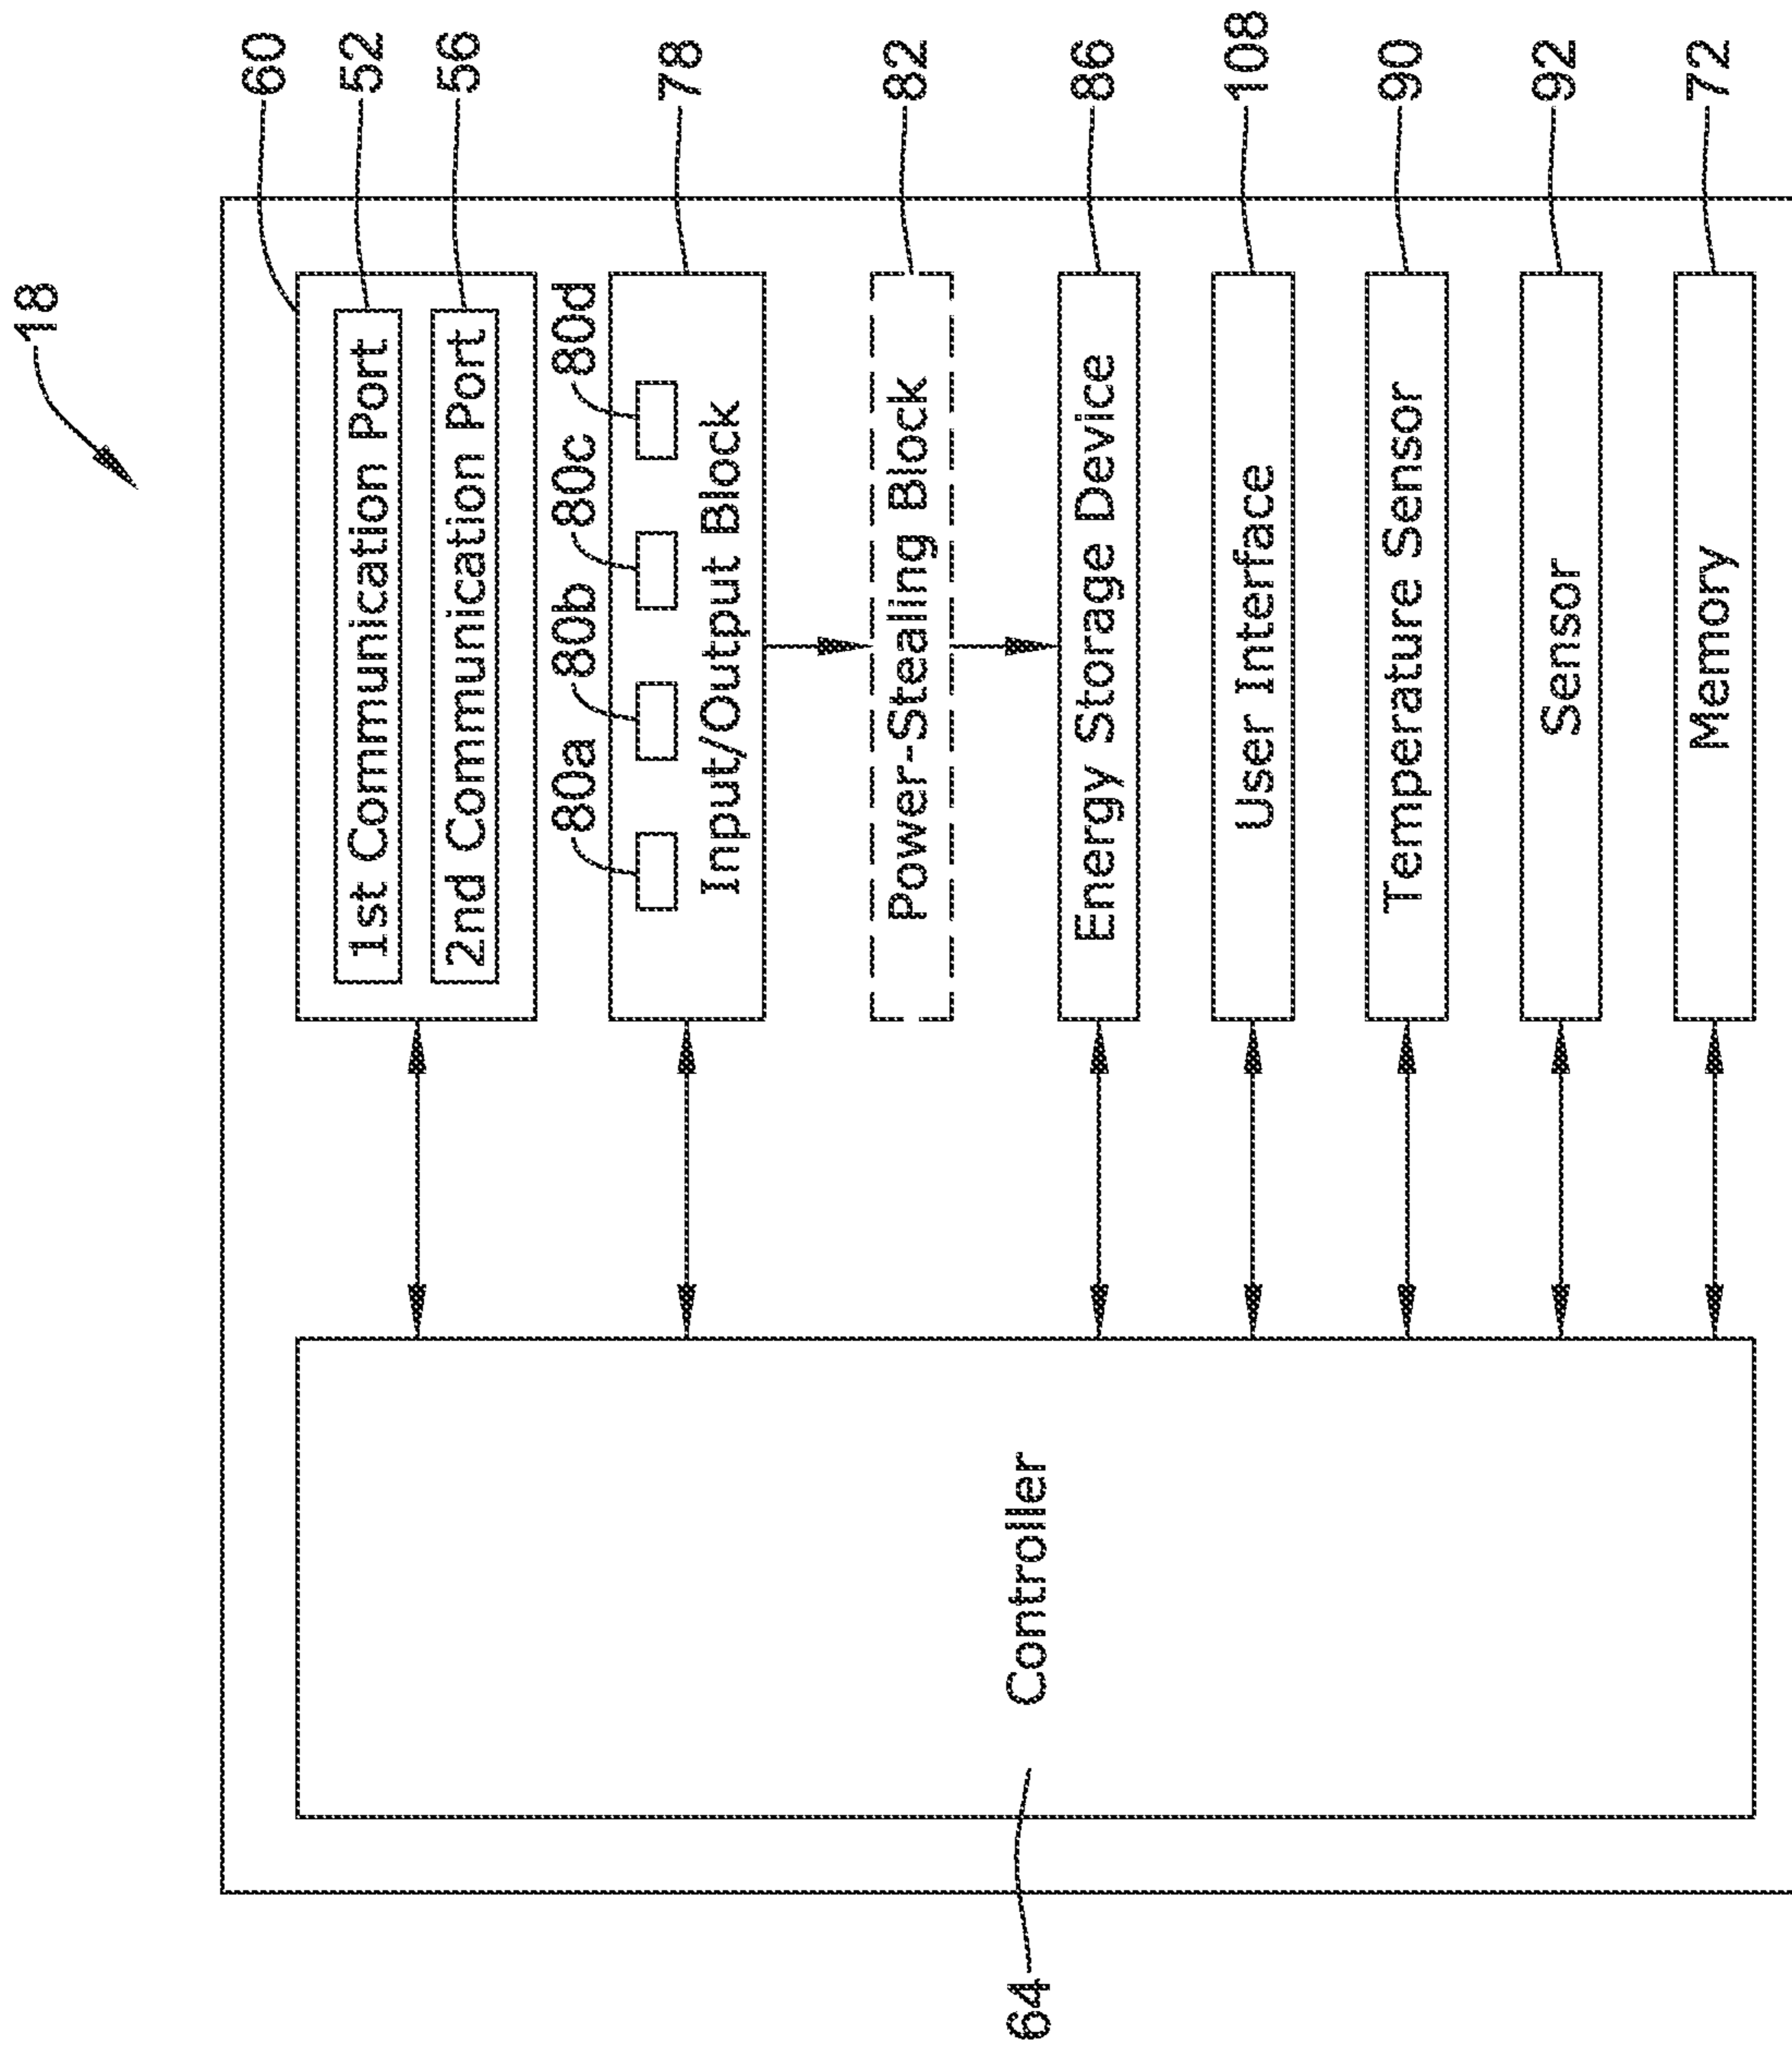 18
60
1st Communication Port
52
2nd Communication Port
56
80a
80b
80c
80d
Input/Output Block
78
Power-Stealing Block
82
Energy Storage Device
86
User Interface
108
Temperature Sensor
90
Sensor
92
Memory
72
Controller
64